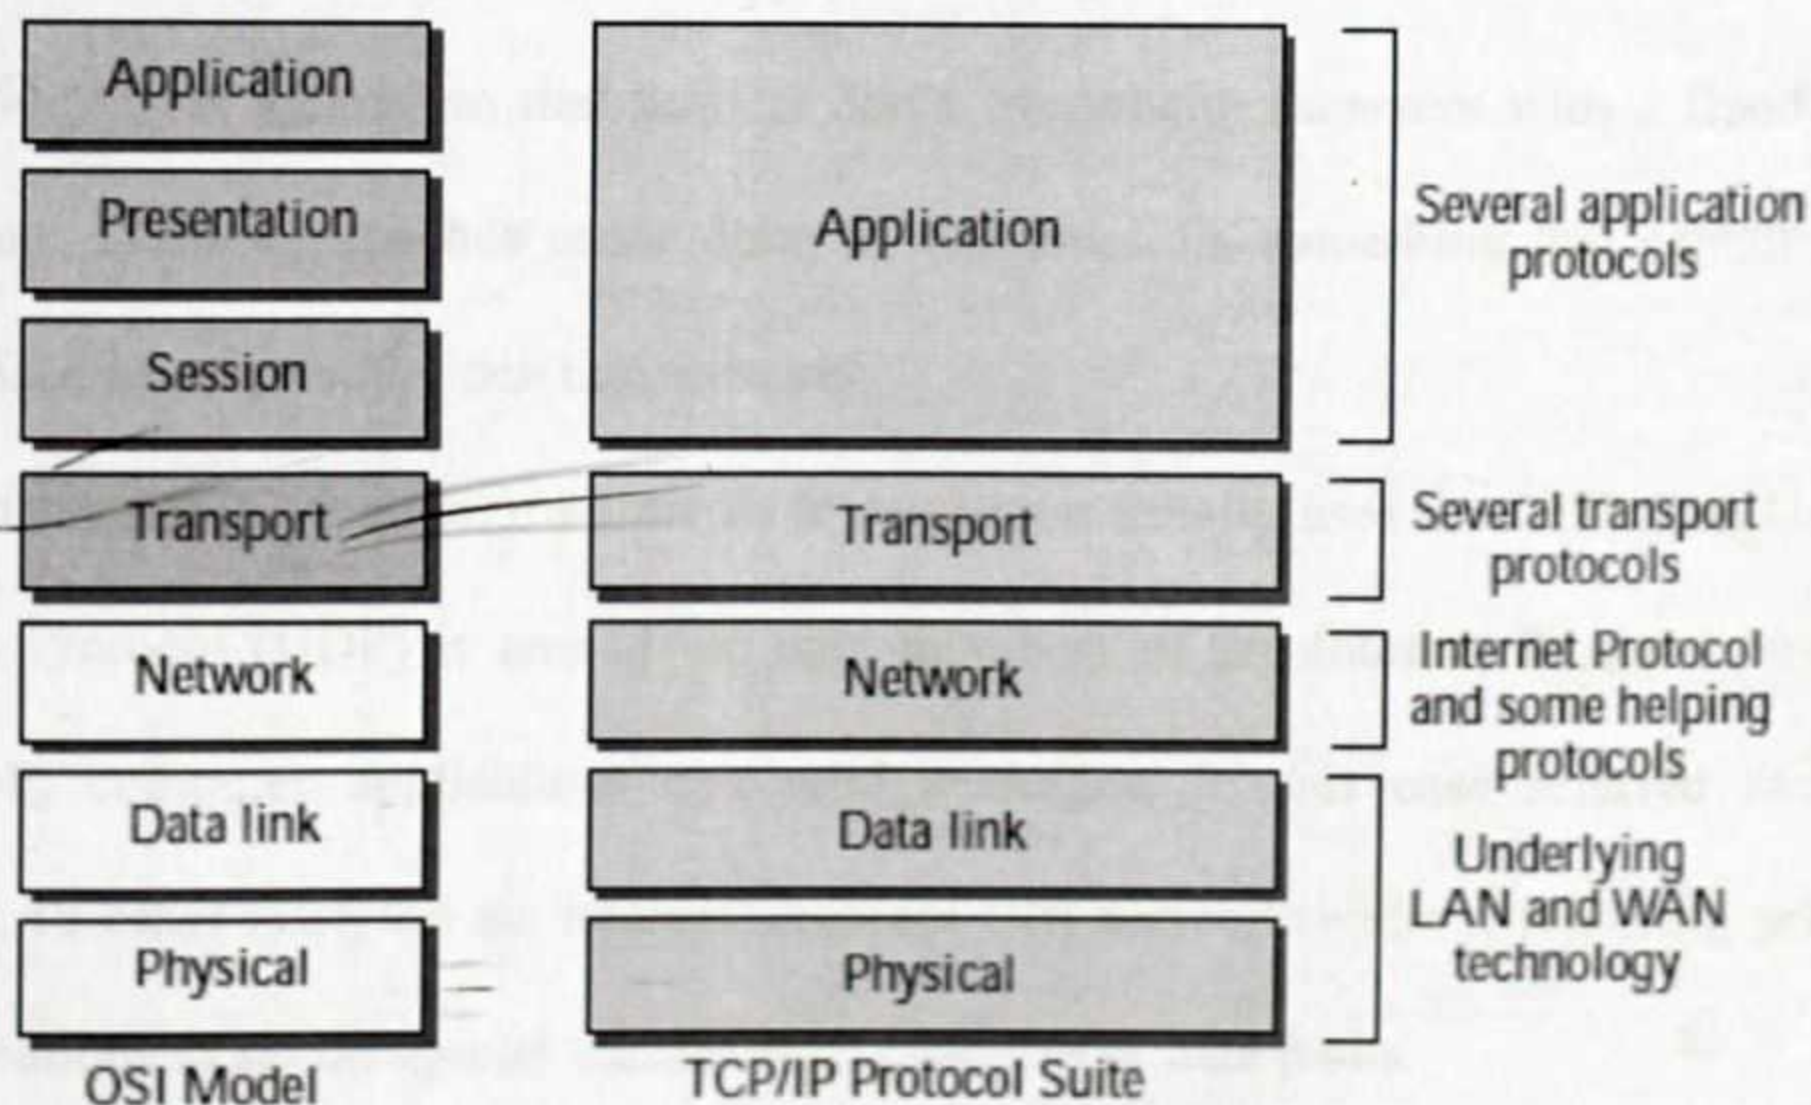 Application
Presentation
Session
Transport
Network
Data link
Physical
OSI Model
Application
Transport
Network
Data link
Physical
TCP/IP Protocol Suite
Several application
protocols
Several transport
protocols
Internet Protocol
and some helping
protocols
Underlying
LAN and WAN
technology